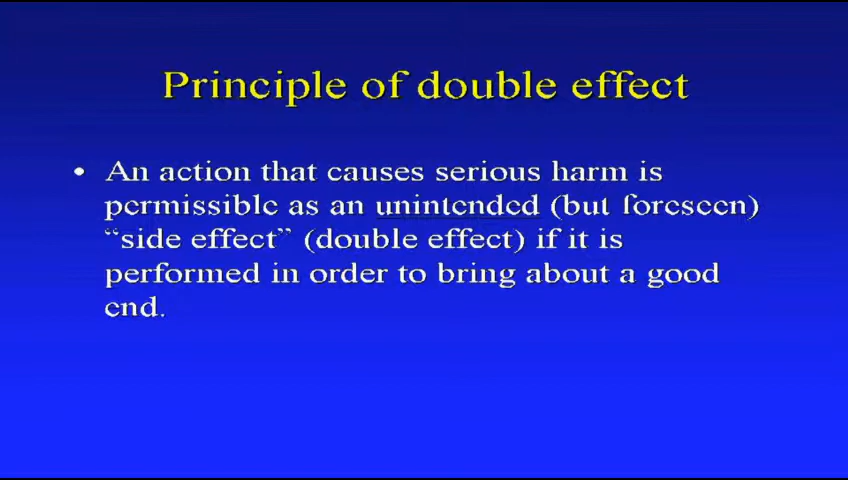 Principle of double effect
• An action that causes serious harm is
permissible as an unintended (but foreseen)
“side effect” (double effect) if it is
performed in order to bring about a good
end.